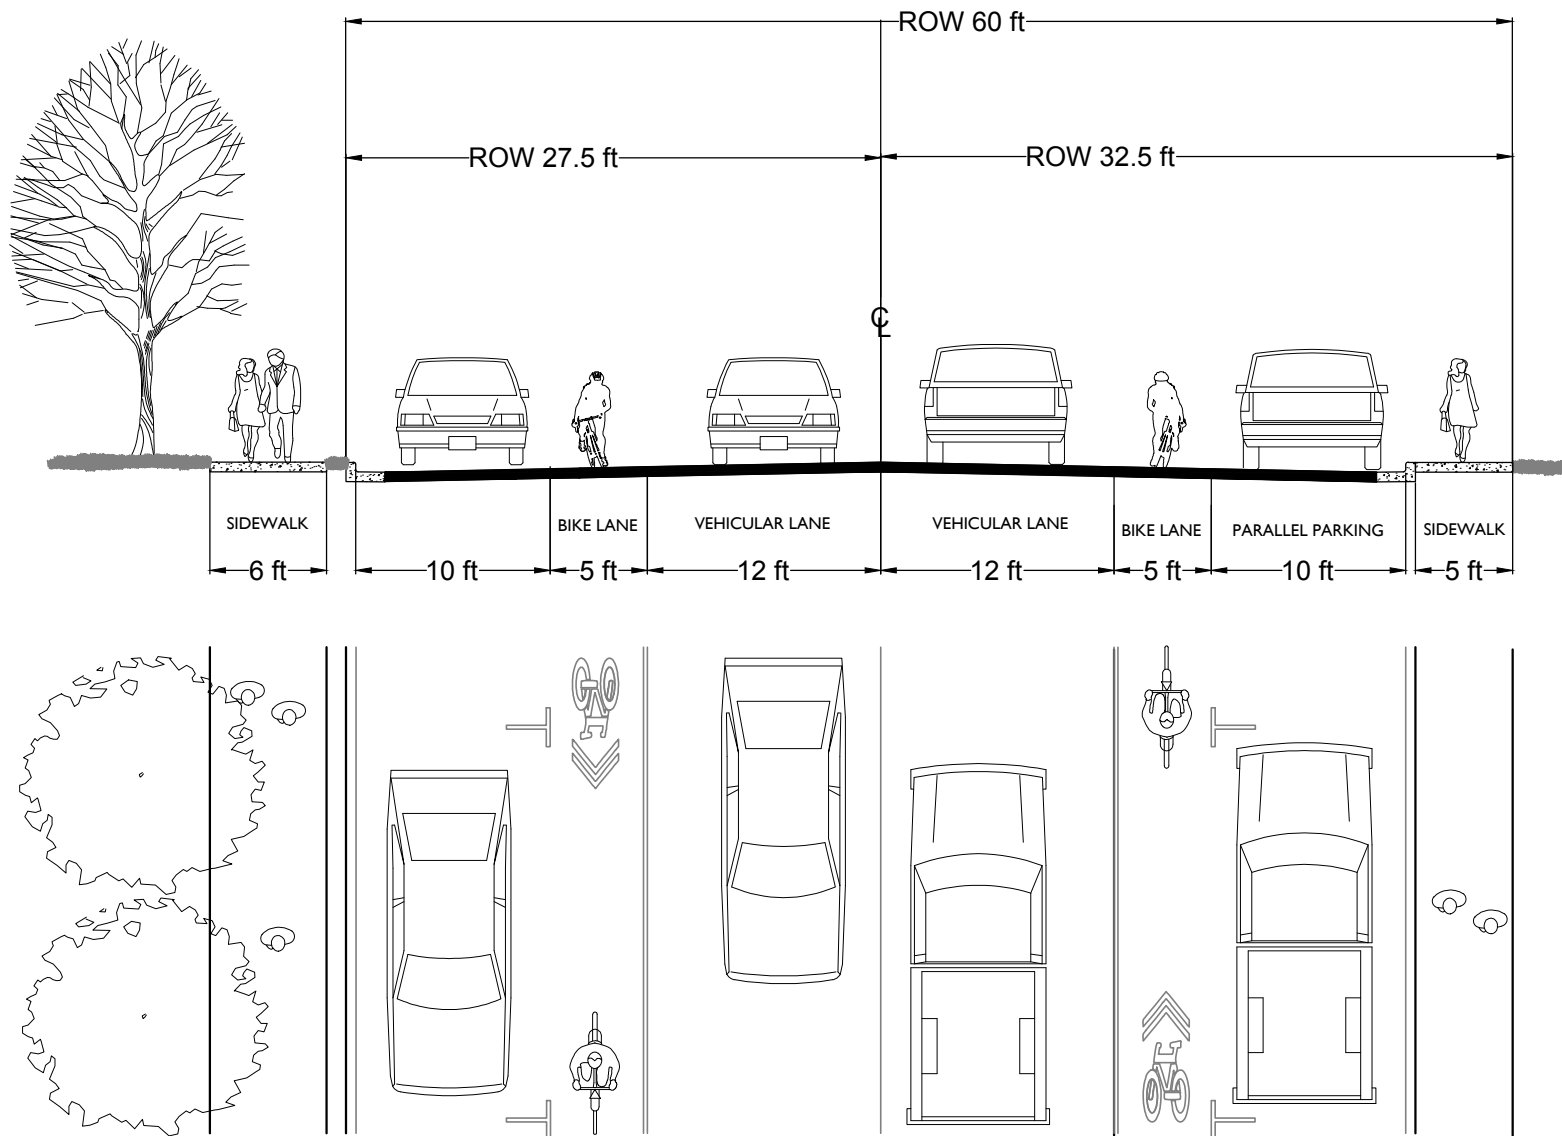 ROW 60 ft
ROW 27.5 ft
ROW 32.5 ft
℄
SIDEWALK
BIKE LANE
VEHICULAR LANE
VEHICULAR LANE
BIKE LANE
PARALLEL PARKING
SIDEWALK
6 ft
10 ft
5 ft
12 ft
12 ft
5 ft
10 ft
5 ft